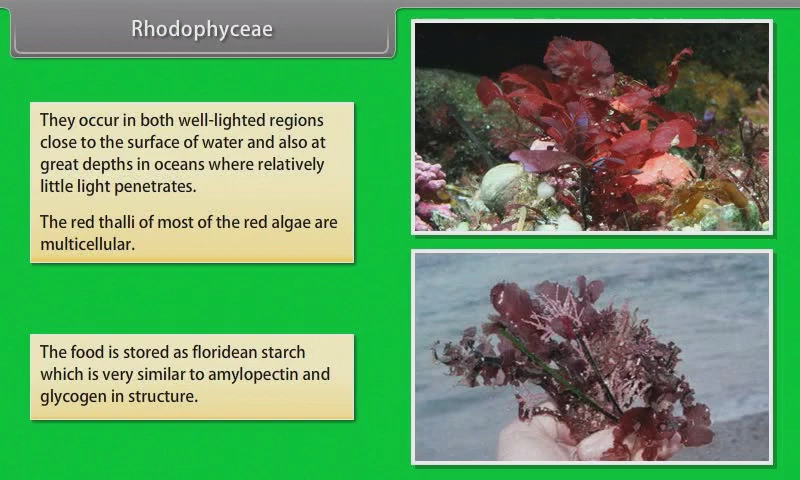 Rhodophyceae
They occur in both well-lighted regions
close to the surface of water and also at
great depths in oceans where relatively
little light penetrates.
The red thalli of most of the red algae are
multicellular.
The food is stored as floridean starch
which is very similar to amylopectin and
glycogen in structure.